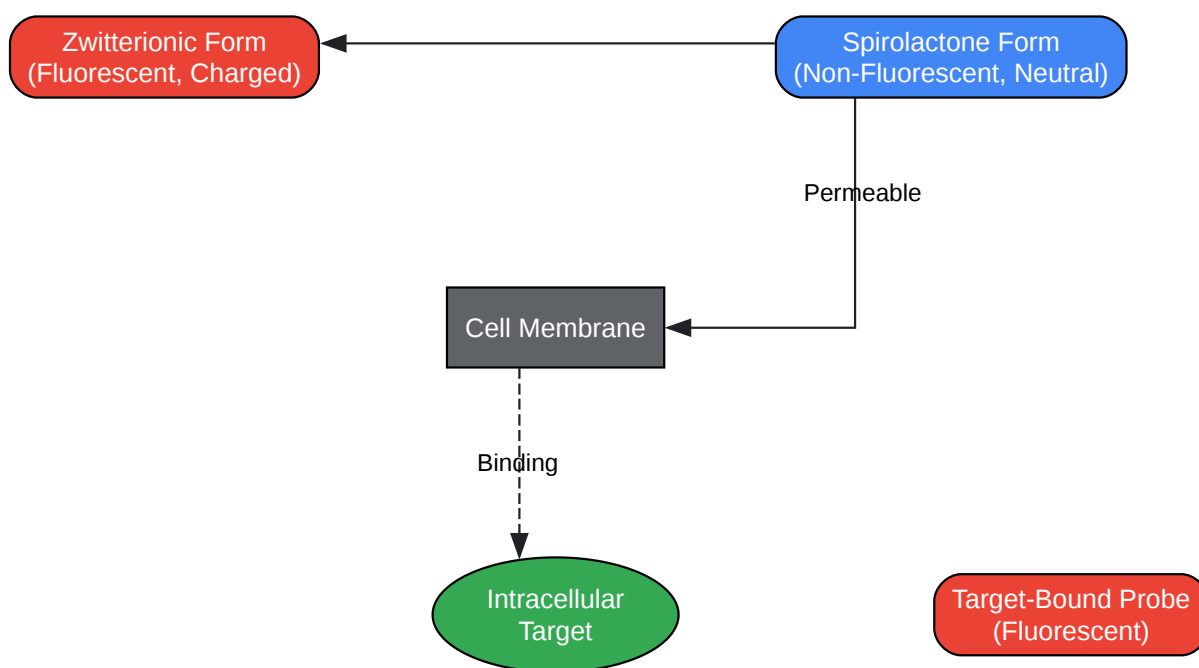 Zwitterionic Form
(Fluorescent, Charged)
Spirolactone Form
(Non-Fluorescent, Neutral)
Permeable
Cell Membrane
Binding
Intracellular
Target
Target-Bound Probe
(Fluorescent)